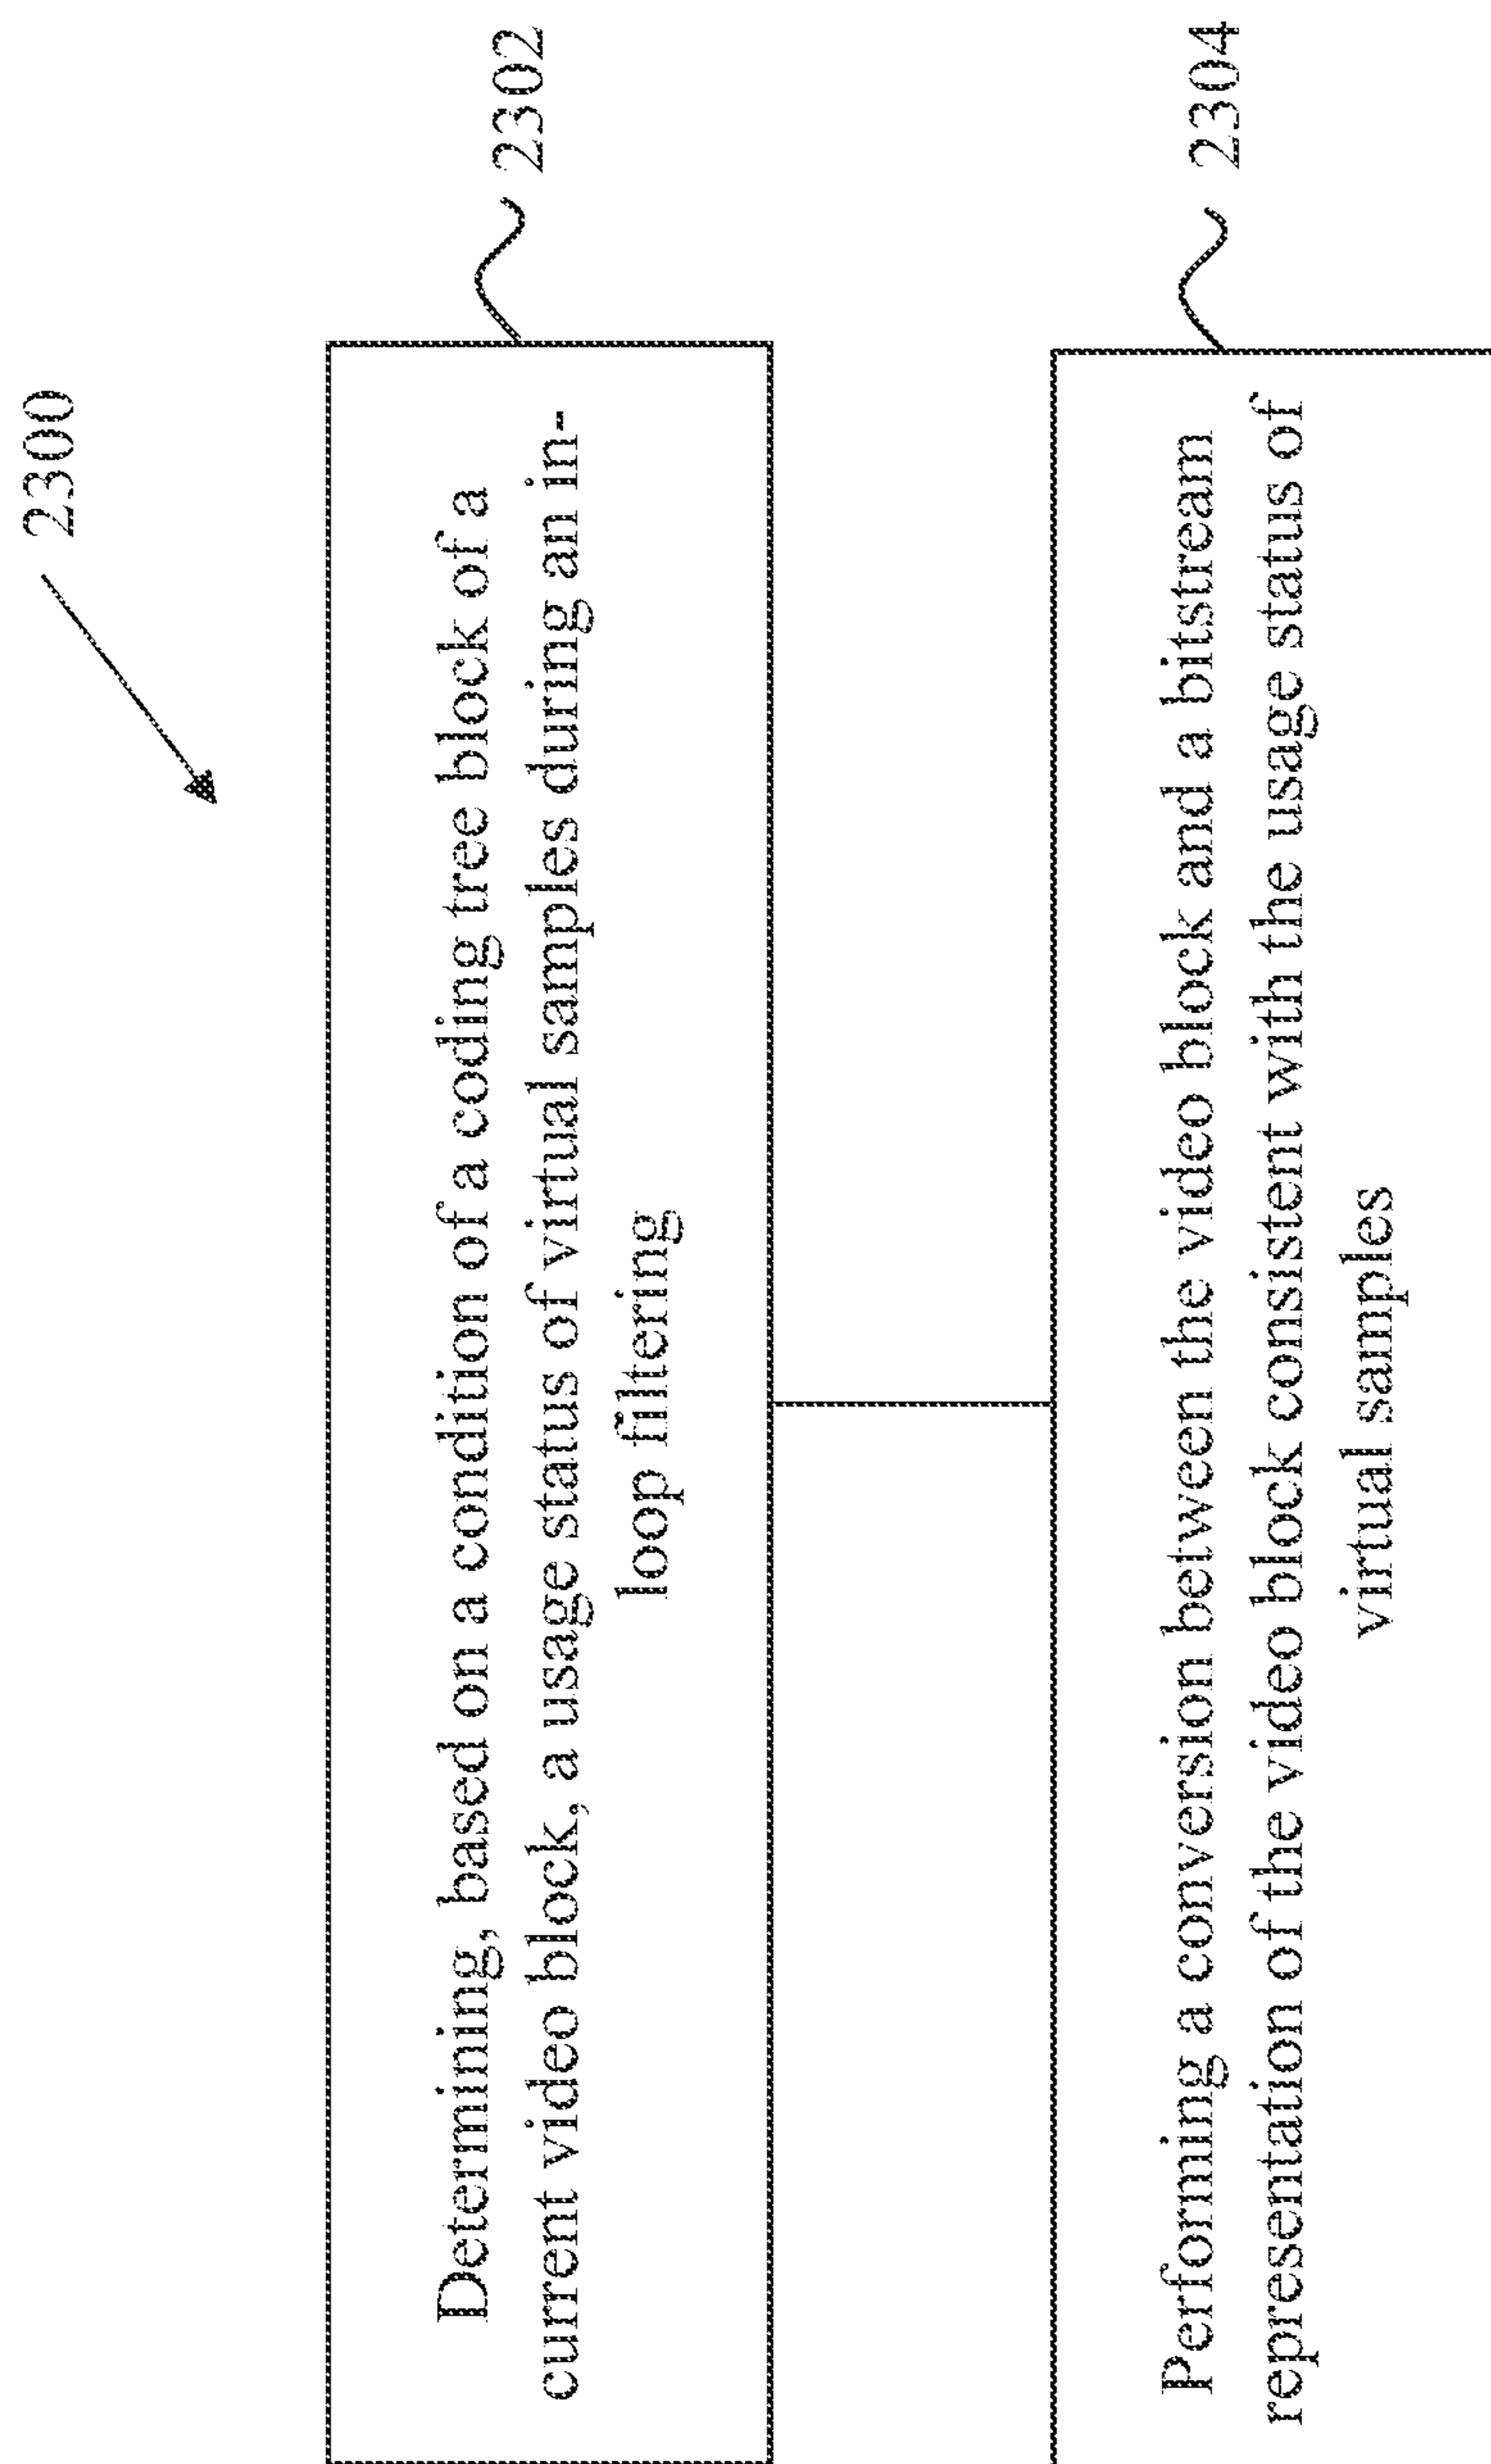 2300
Determining, based on a condition of a coding tree block of a
current video block, a usage status of virtual samples during an in-
loop filtering
2302
Performing a conversion between the video block and a bitstream
representation of the video block consistent with the usage status of
virtual samples
2304